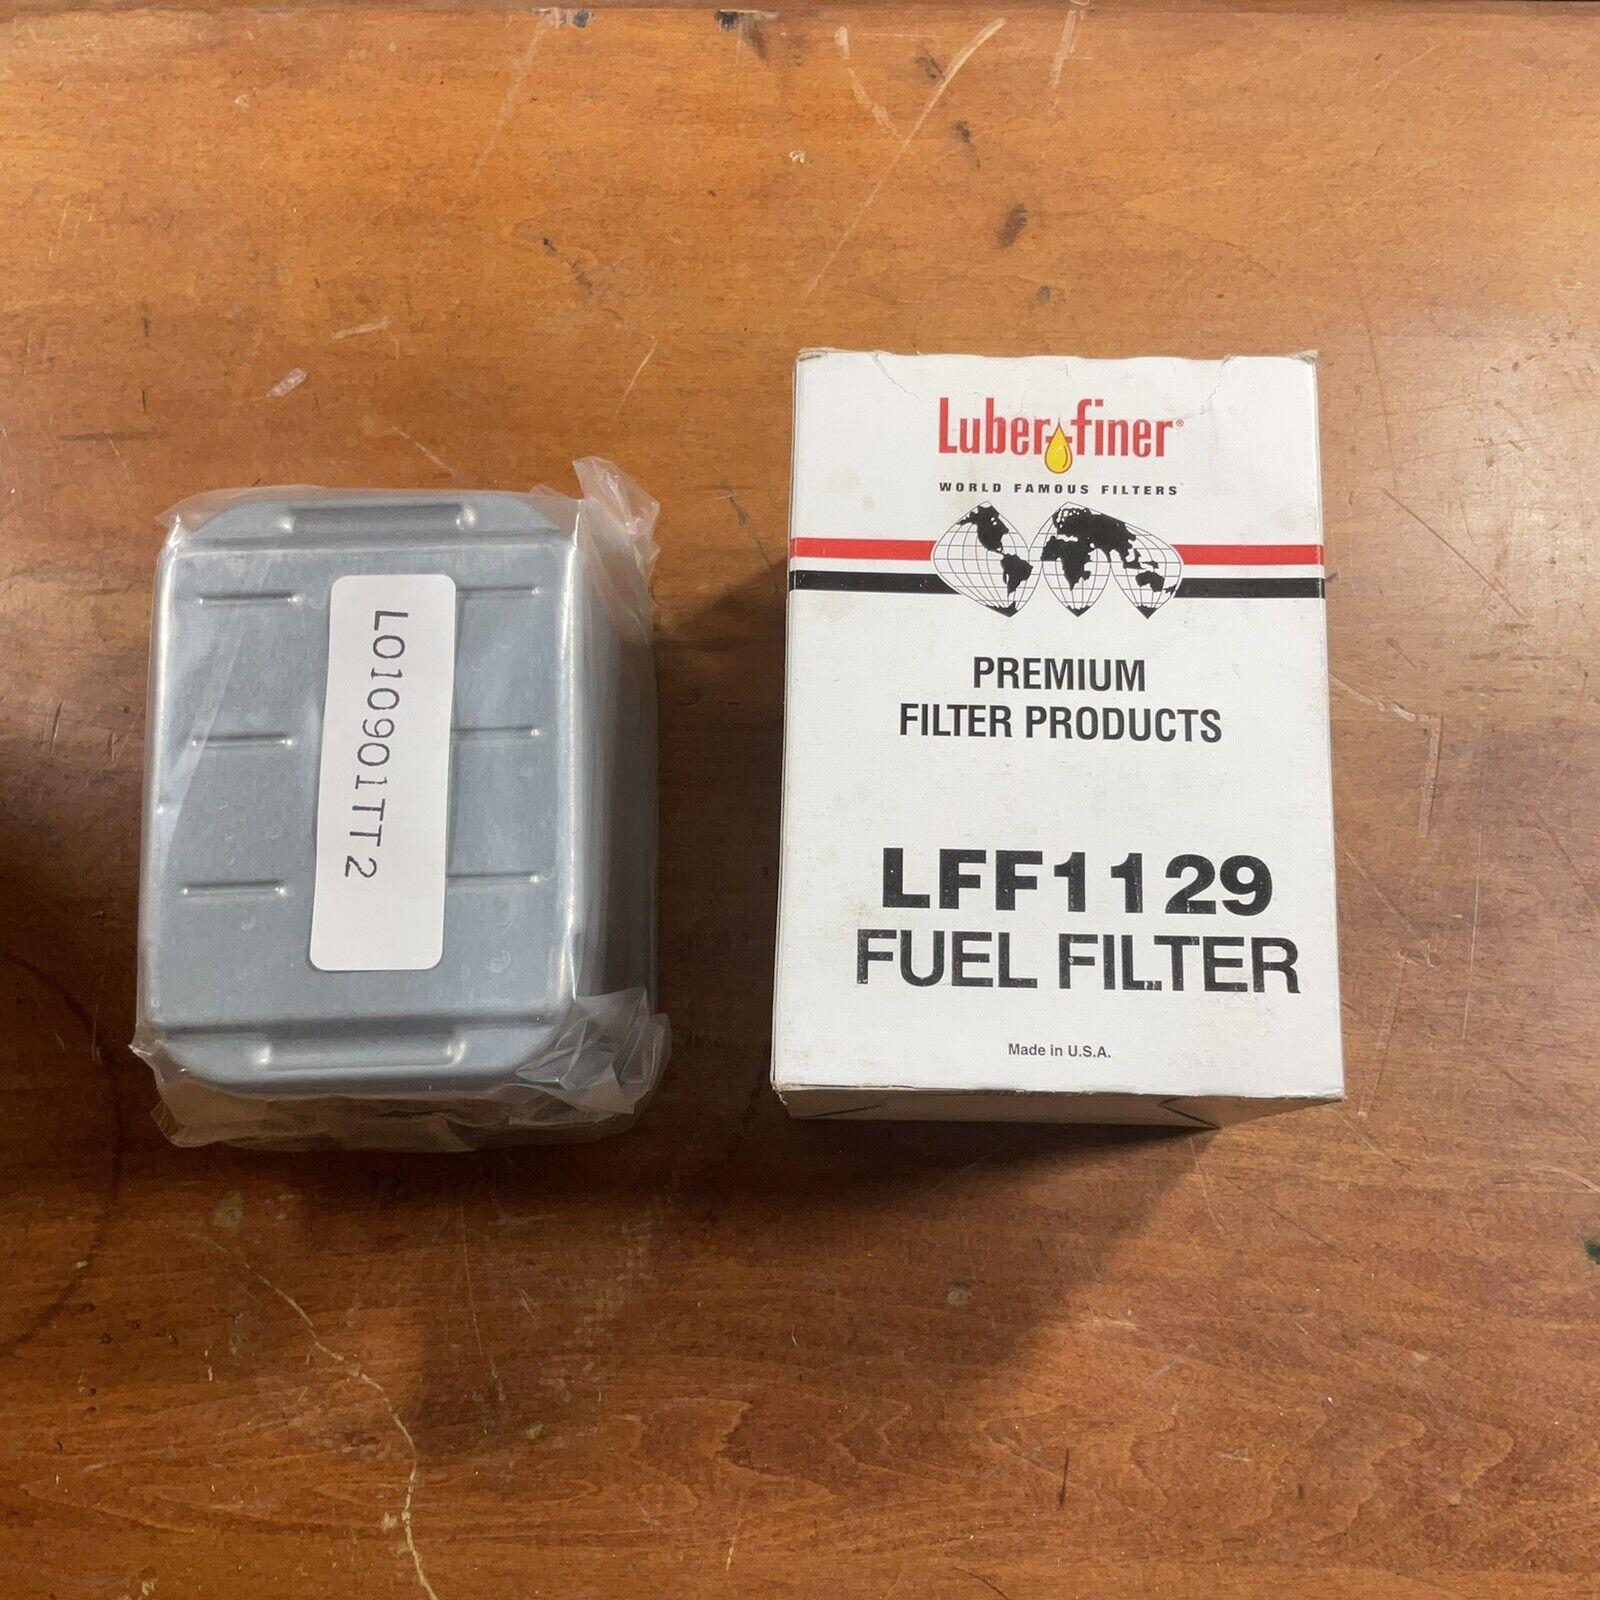 L010901TT2
Luber-finer®
WORLD FAMOUS FILTERS
PREMIUM
FILTER PRODUCTS
LFF1129
FUEL FILTER
Made in U.S.A.